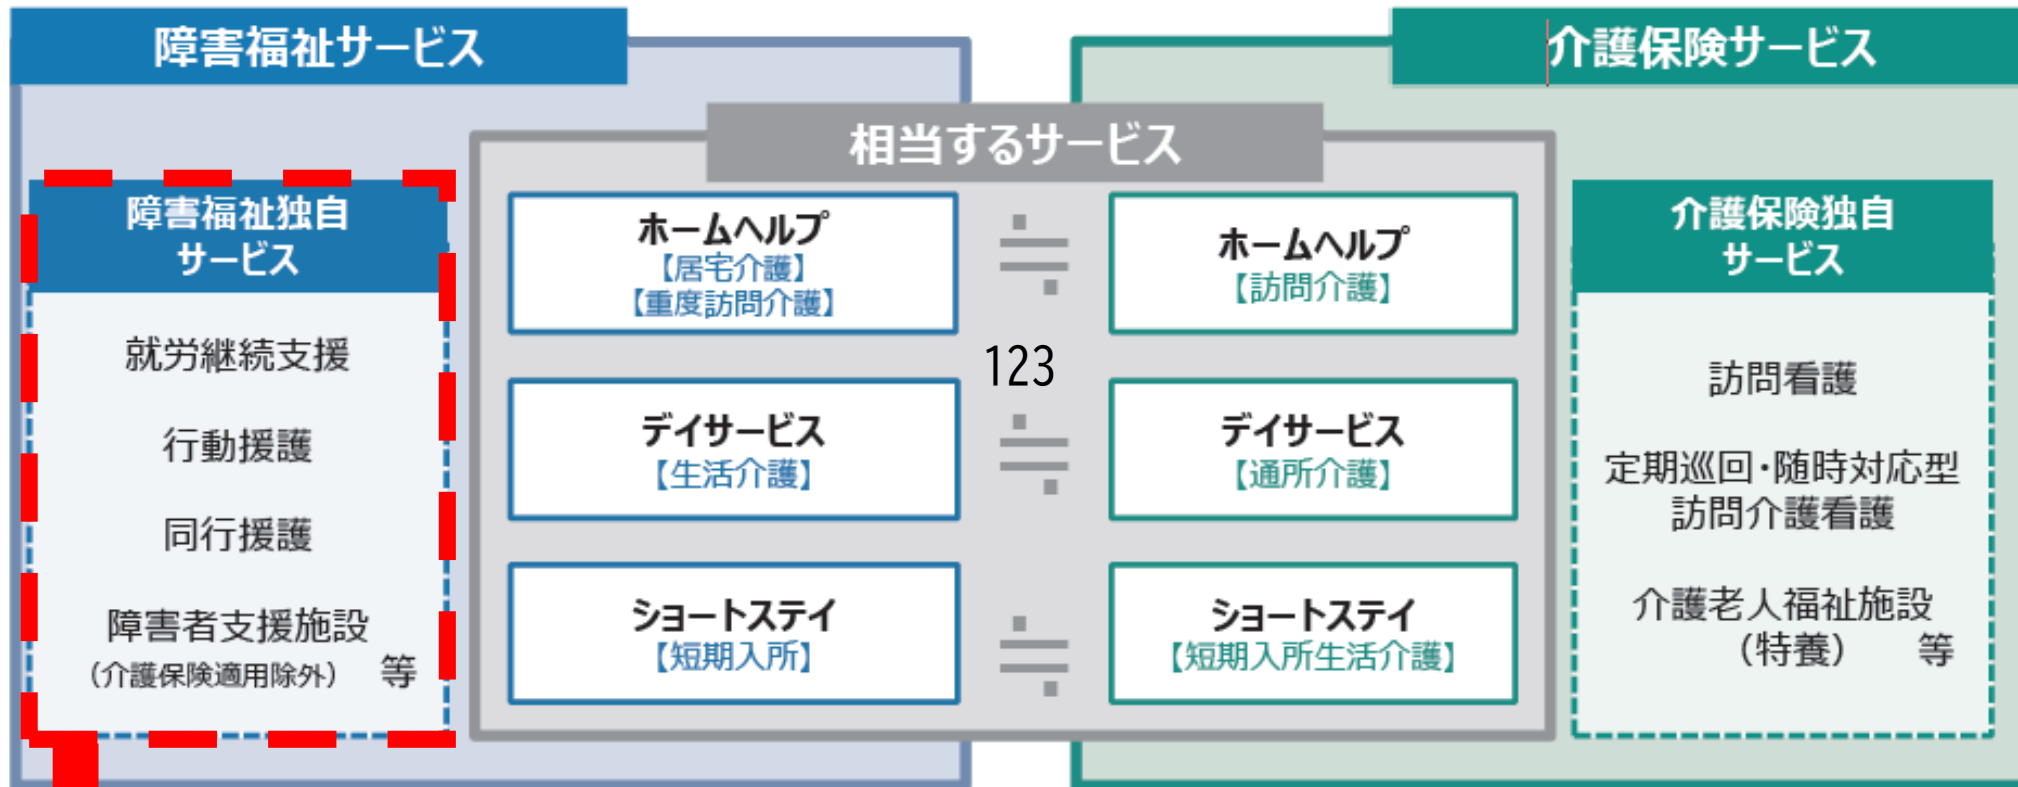 障害福祉サービス
介護保険サービス
相当するサービス
障害福祉独自
サービス
就労継続支援
行動援護
同行援護
障害者支援施設
（介護保険適用除外） 等
ホームヘルプ
【居宅介護】
【重度訪問介護】
≒
ホームヘルプ
【訪問介護】
123
デイサービス
【生活介護】
≒
デイサービス
【通所介護】
ショートステイ
【短期入所】
≒
ショートステイ
【短期入所生活介護】
介護保険独自
サービス
訪問看護
定期巡回・随時対応型
訪問介護看護
介護老人福祉施設
（特養） 等